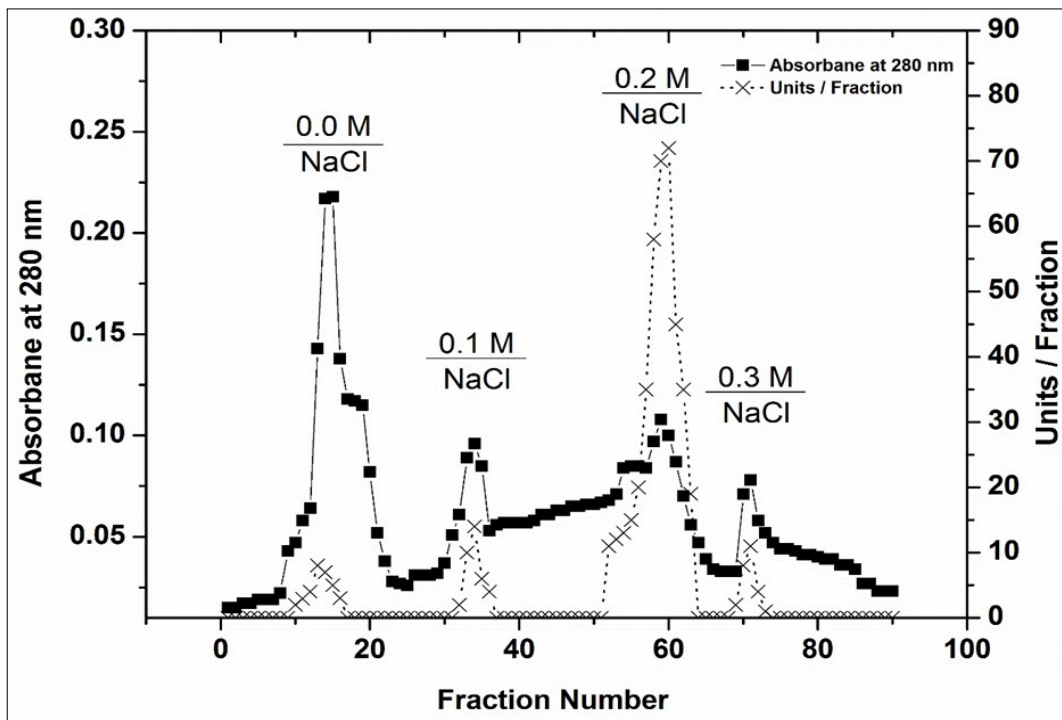 0.30
0.25
0.20
0.15
0.10
0.05
Absorbane at 280 nm
0.0 M
NaCl
0.1 M
NaCl
0.2 M
NaCl
0.3 M
NaCl
Absorbane at 280 nm
Units / Fraction
90
80
70
60
50
40
30
20
10
0
Units / Fraction
0 20 40 60 80 100
Fraction Number